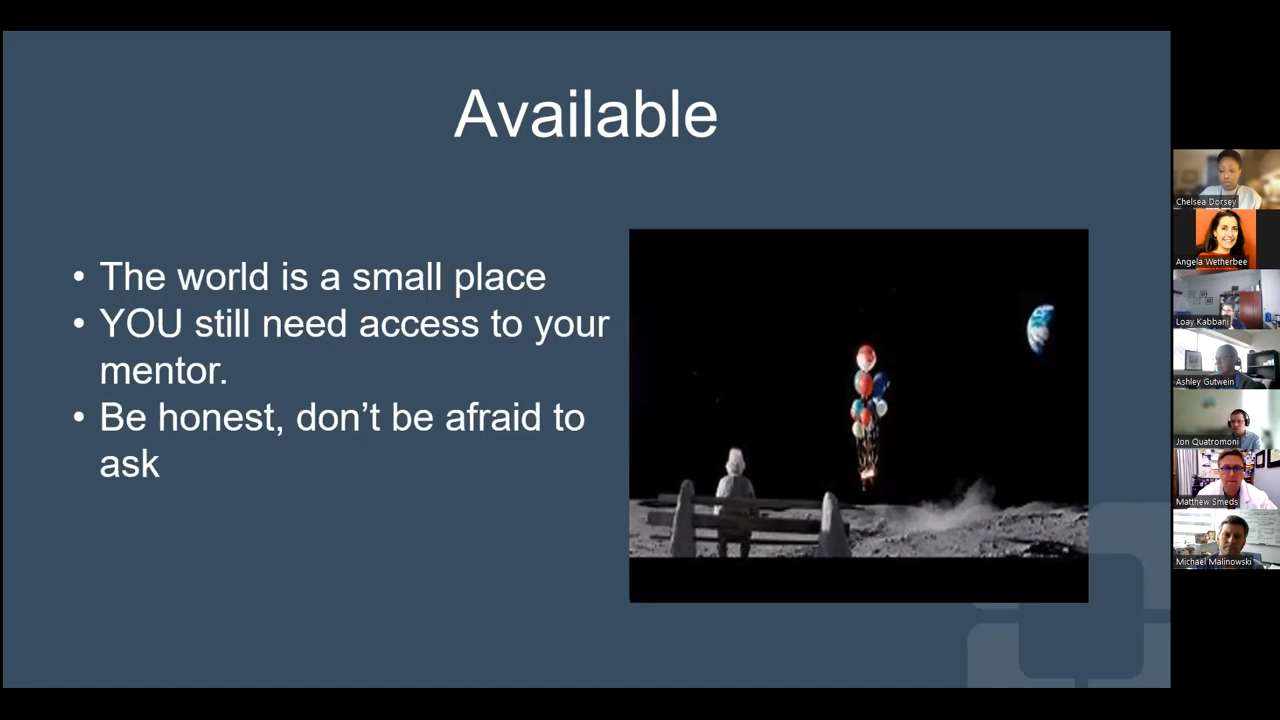 Available
• The world is a small place
• YOU still need access to your
mentor.
• Be honest, don’t be afraid to
ask
Chelsea Dorsey
Angela Wetherbee
Loay Kabbani
Ashley Gutwein
Jon Quatromoni
Matthew Smeds
Michael Malinowski